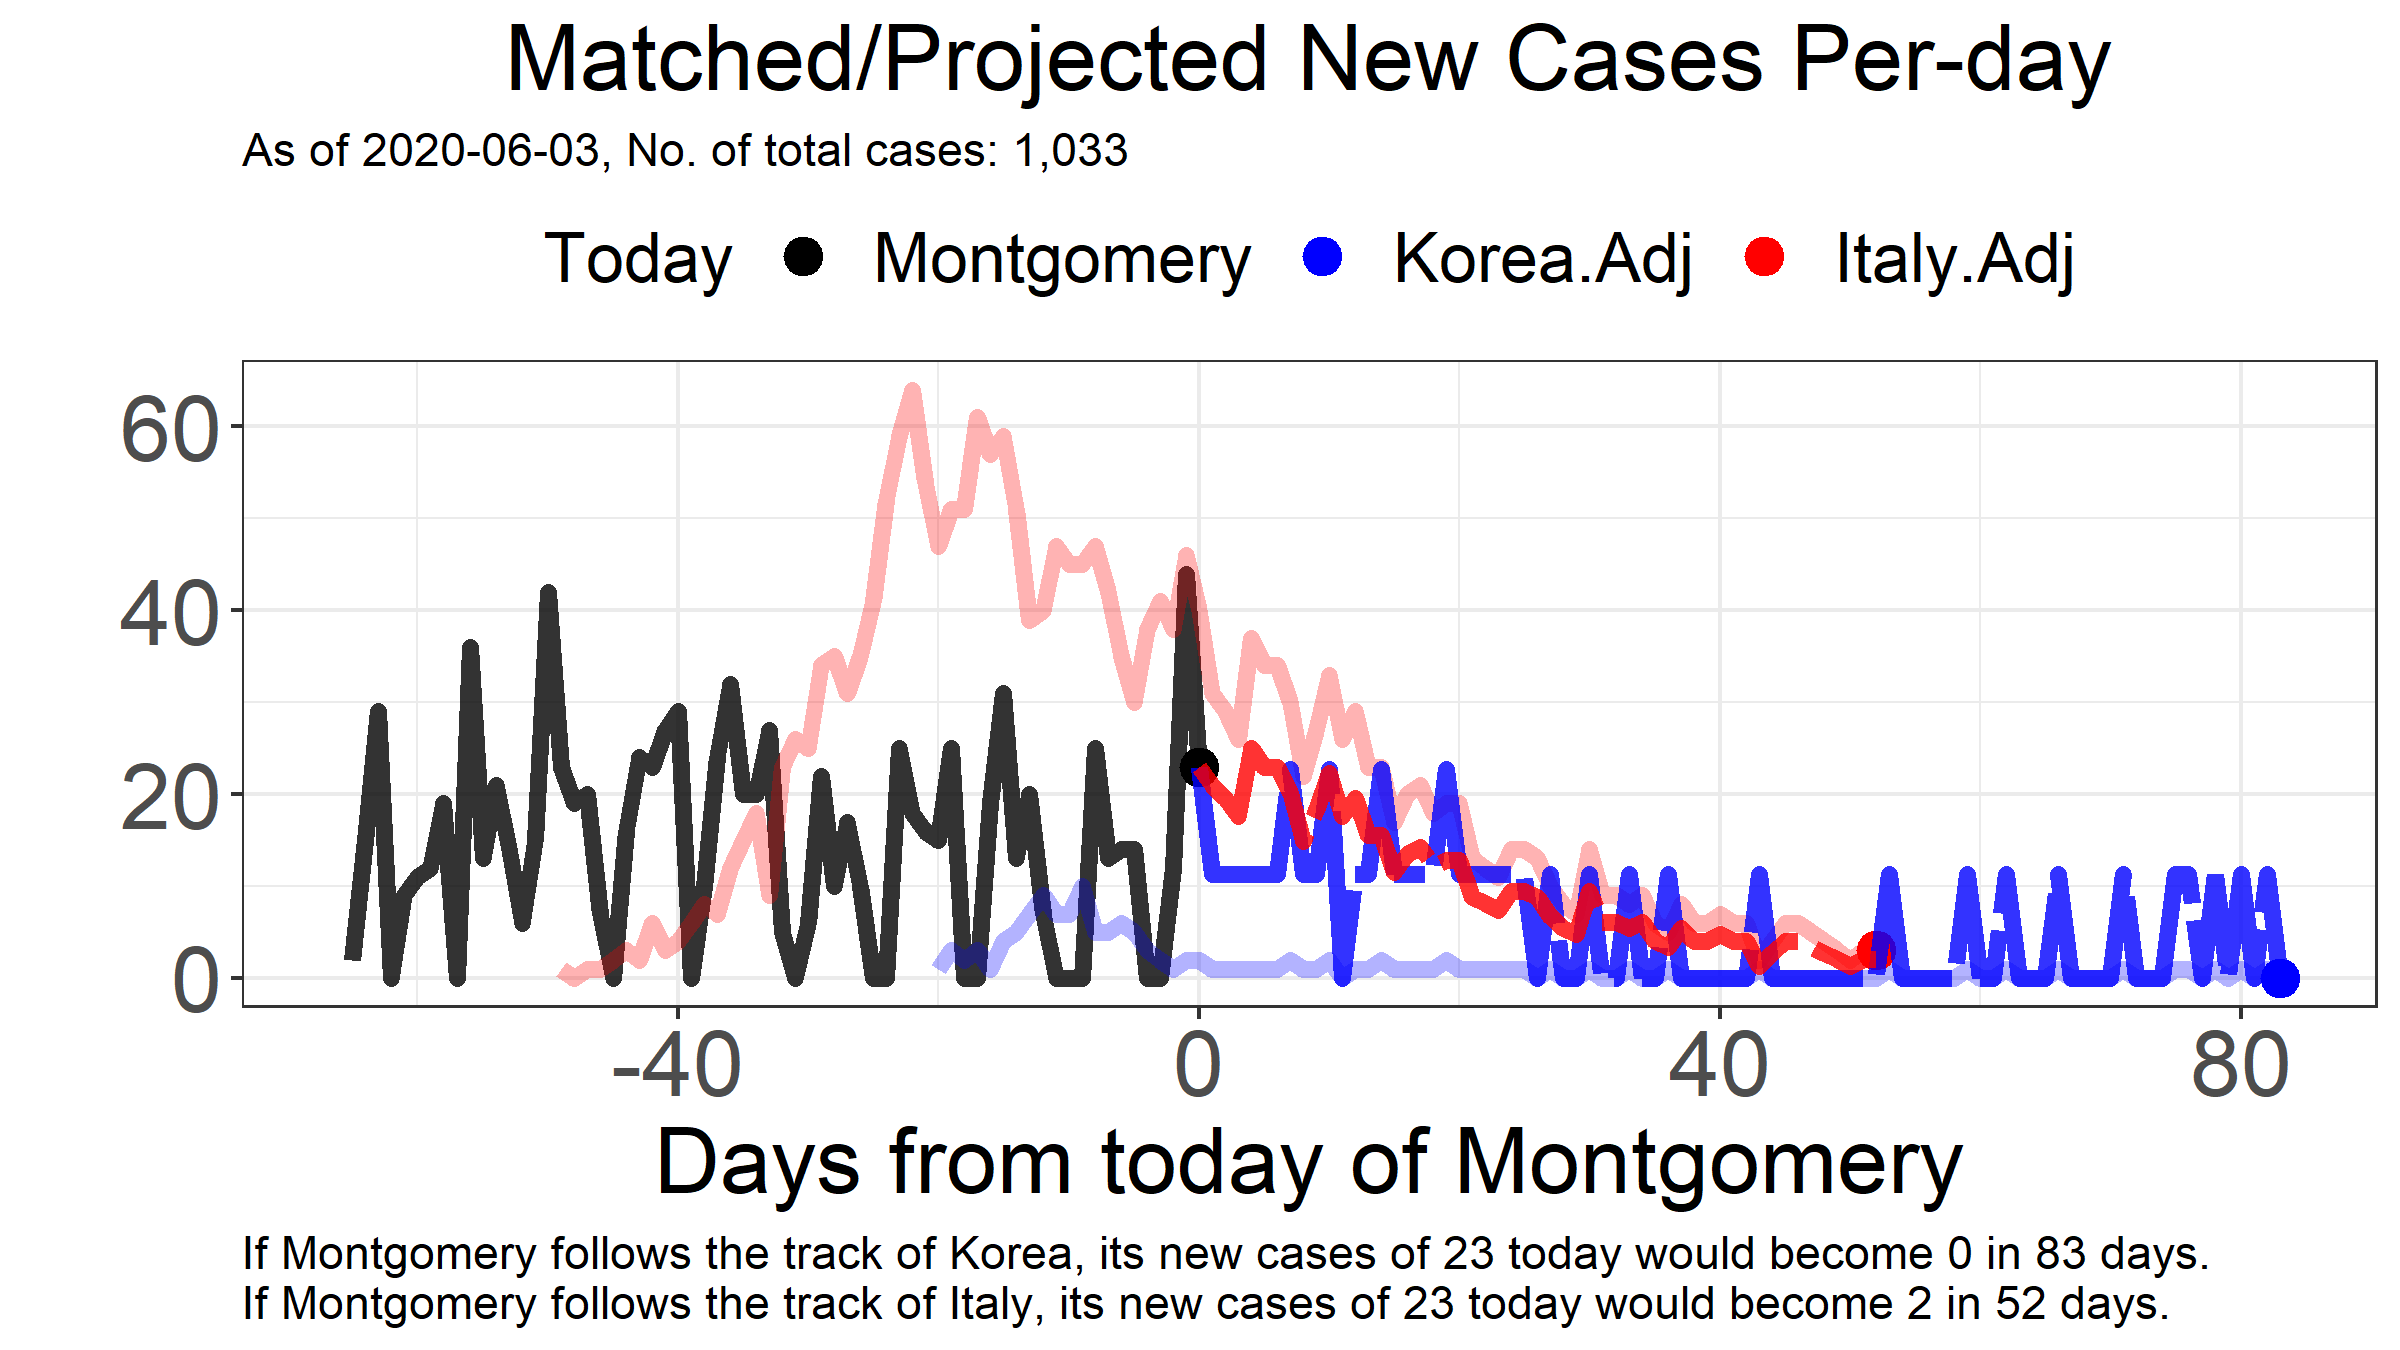 Matched/Projected New Cases Per-day
As of 2020-06-03, No. of total cases: 1,033
Today Montgomery Korea.Adj Italy.Adj
60
40
20
0
-40 0 40 80
Days from today of Montgomery
If Montgomery follows the track of Korea, its new cases of 23 today would become 0 in 83 days.
If Montgomery follows the track of Italy, its new cases of 23 today would become 2 in 52 days.